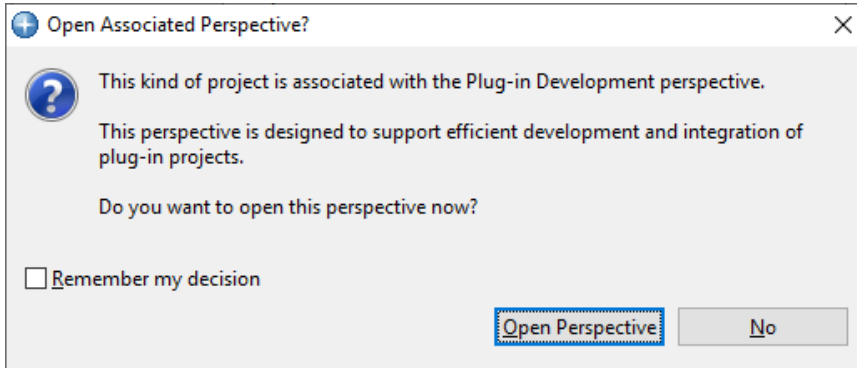 Open Associated Perspective?
This kind of project is associated with the Plug-in Development perspective.
This perspective is designed to support efficient development and integration of
plug-in projects.
Do you want to open this perspective now?
Remember my decision
Open Perspective
No